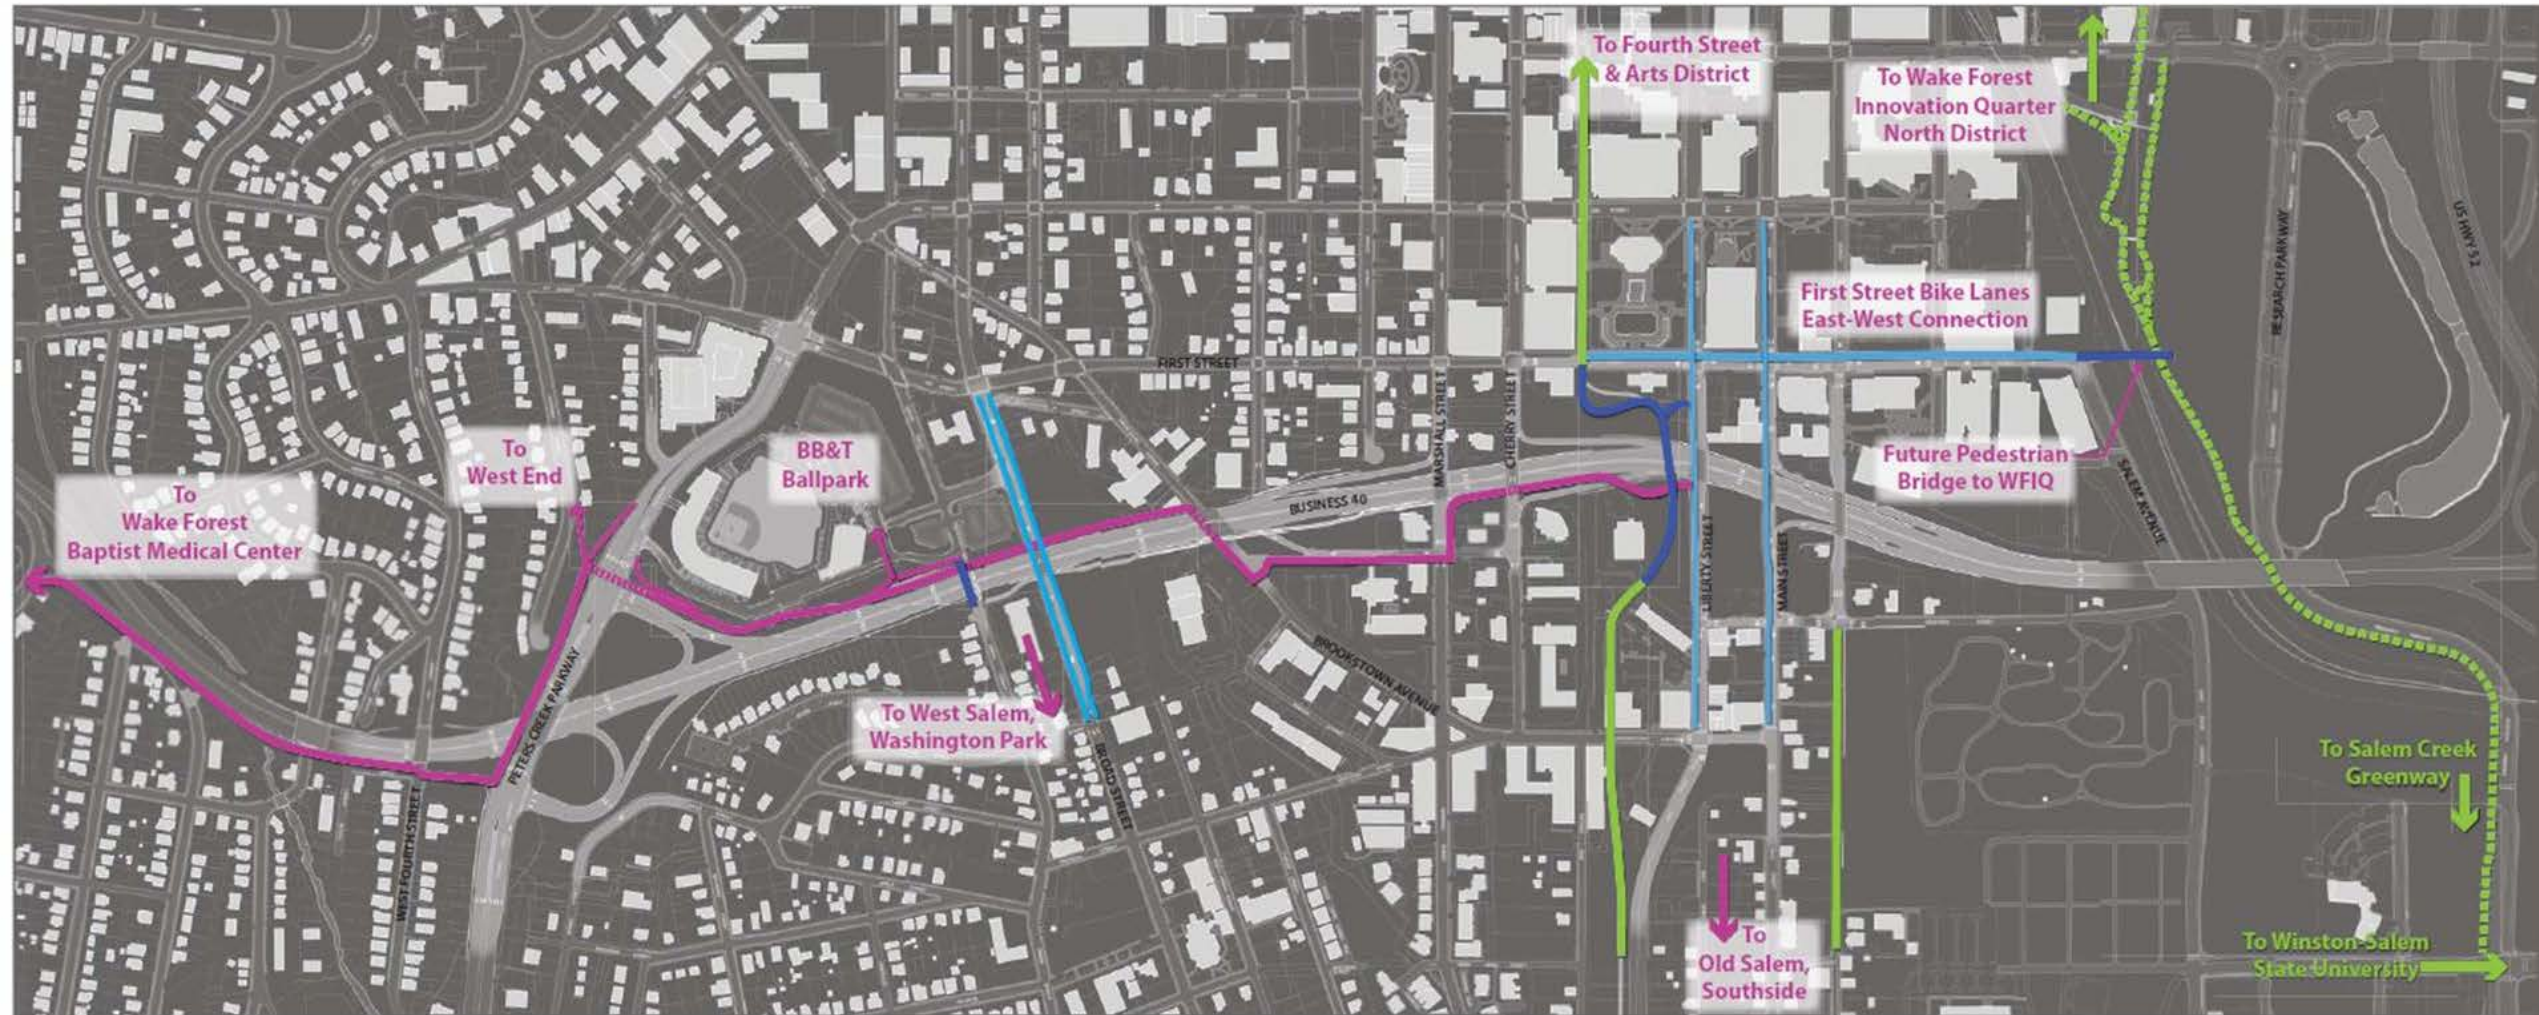 To Fourth Street
& Arts District
To Wake Forest
Innovation Quarter
North District
US HWY 52
RESEARCH PARKWAY
First Street Bike Lanes
East-West Connection
FIRST STREET
MARSHALL STREET
CHERRY STREET
To
West End
BB&T
Ballpark
To
Wake Forest
Baptist Medical Center
BUSINESS 40
Future Pedestrian
Bridge to WFIQ
SALEM AVENUE
LIBERTY STREET
MAIN STREET
BROOKSTOWN AVENUE
PETERS CREEK PARKWAY
To West Salem,
Washington Park
BROAD STREET
WEST FOURTH STREET
To Salem Creek
Greenway
To
Old Salem,
Southside
To Winston-Salem
State University